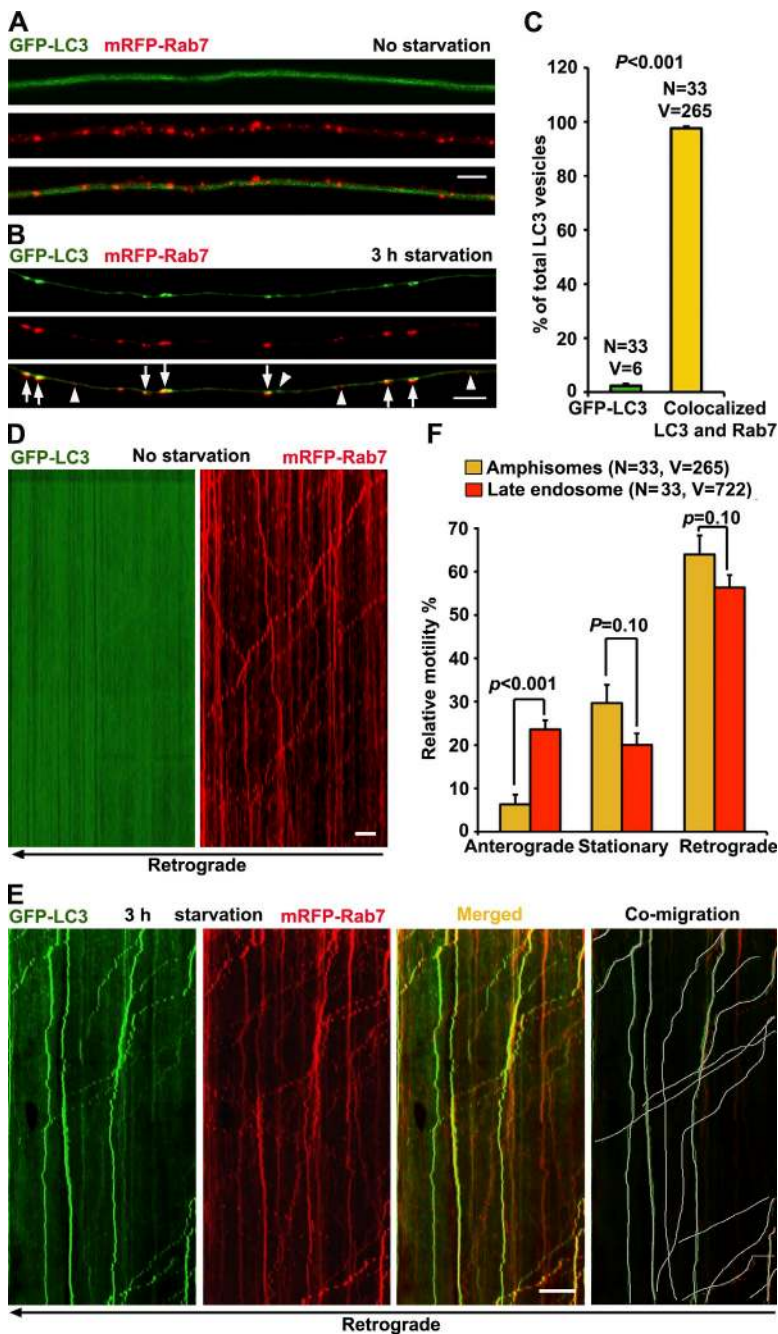 A
GFP-LC3 mRFP-Rab7 No starvation
B
GFP-LC3 mRFP-Rab7 3 h starvation
C
P<0.001
N=33
V=265
120
100
80
60
40
20
0
% of total LC3 vesicles
N=33
V=6
GFP-LC3
Colocalized
LC3 and Rab7
D
GFP-LC3 No starvation mRFP-Rab7
Retrograde
F
Amphisomes (N=33, V=265)
Late endosome (N=33, V=722)
70
60
50
40
30
20
10
0
Relative motility %
p<0.001
P=0.10
p=0.10
Anterograde Stationary Retrograde
E
GFP-LC3 3 h starvation mRFP-Rab7 Merged Co-migration
Retrograde